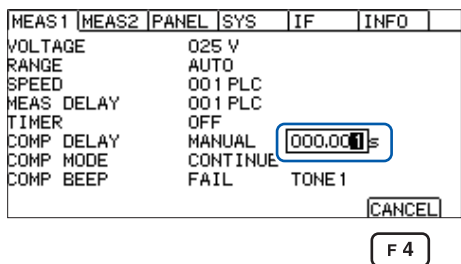 MEAS1 MEAS2 PANEL SYS IF INFO
VOLTAGE 025 V
RANGE AUTO
SPEED 001 PLC
MEAS DELAY 001 PLC
TIMER OFF
COMP DELAY MANUAL 000.001s
COMP MODE CONTINUE
COMP BEEP FAIL TONE1
CANCEL
F4